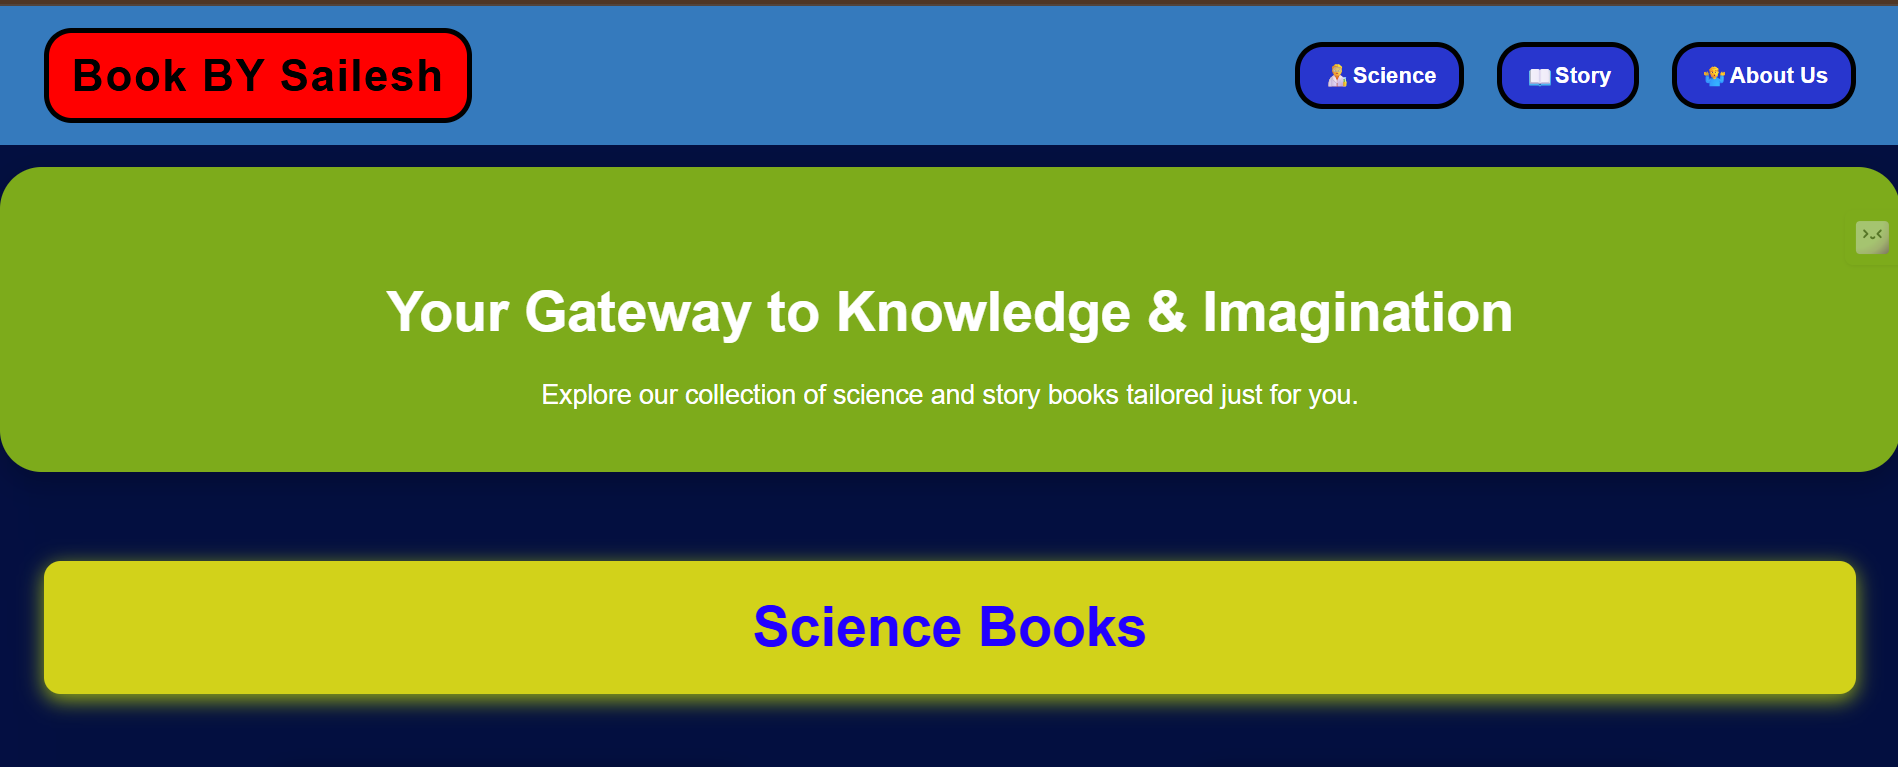 Book BY Sailesh
Science
Story
About Us
Your Gateway to Knowledge & Imagination
Explore our collection of science and story books tailored just for you.
Science Books